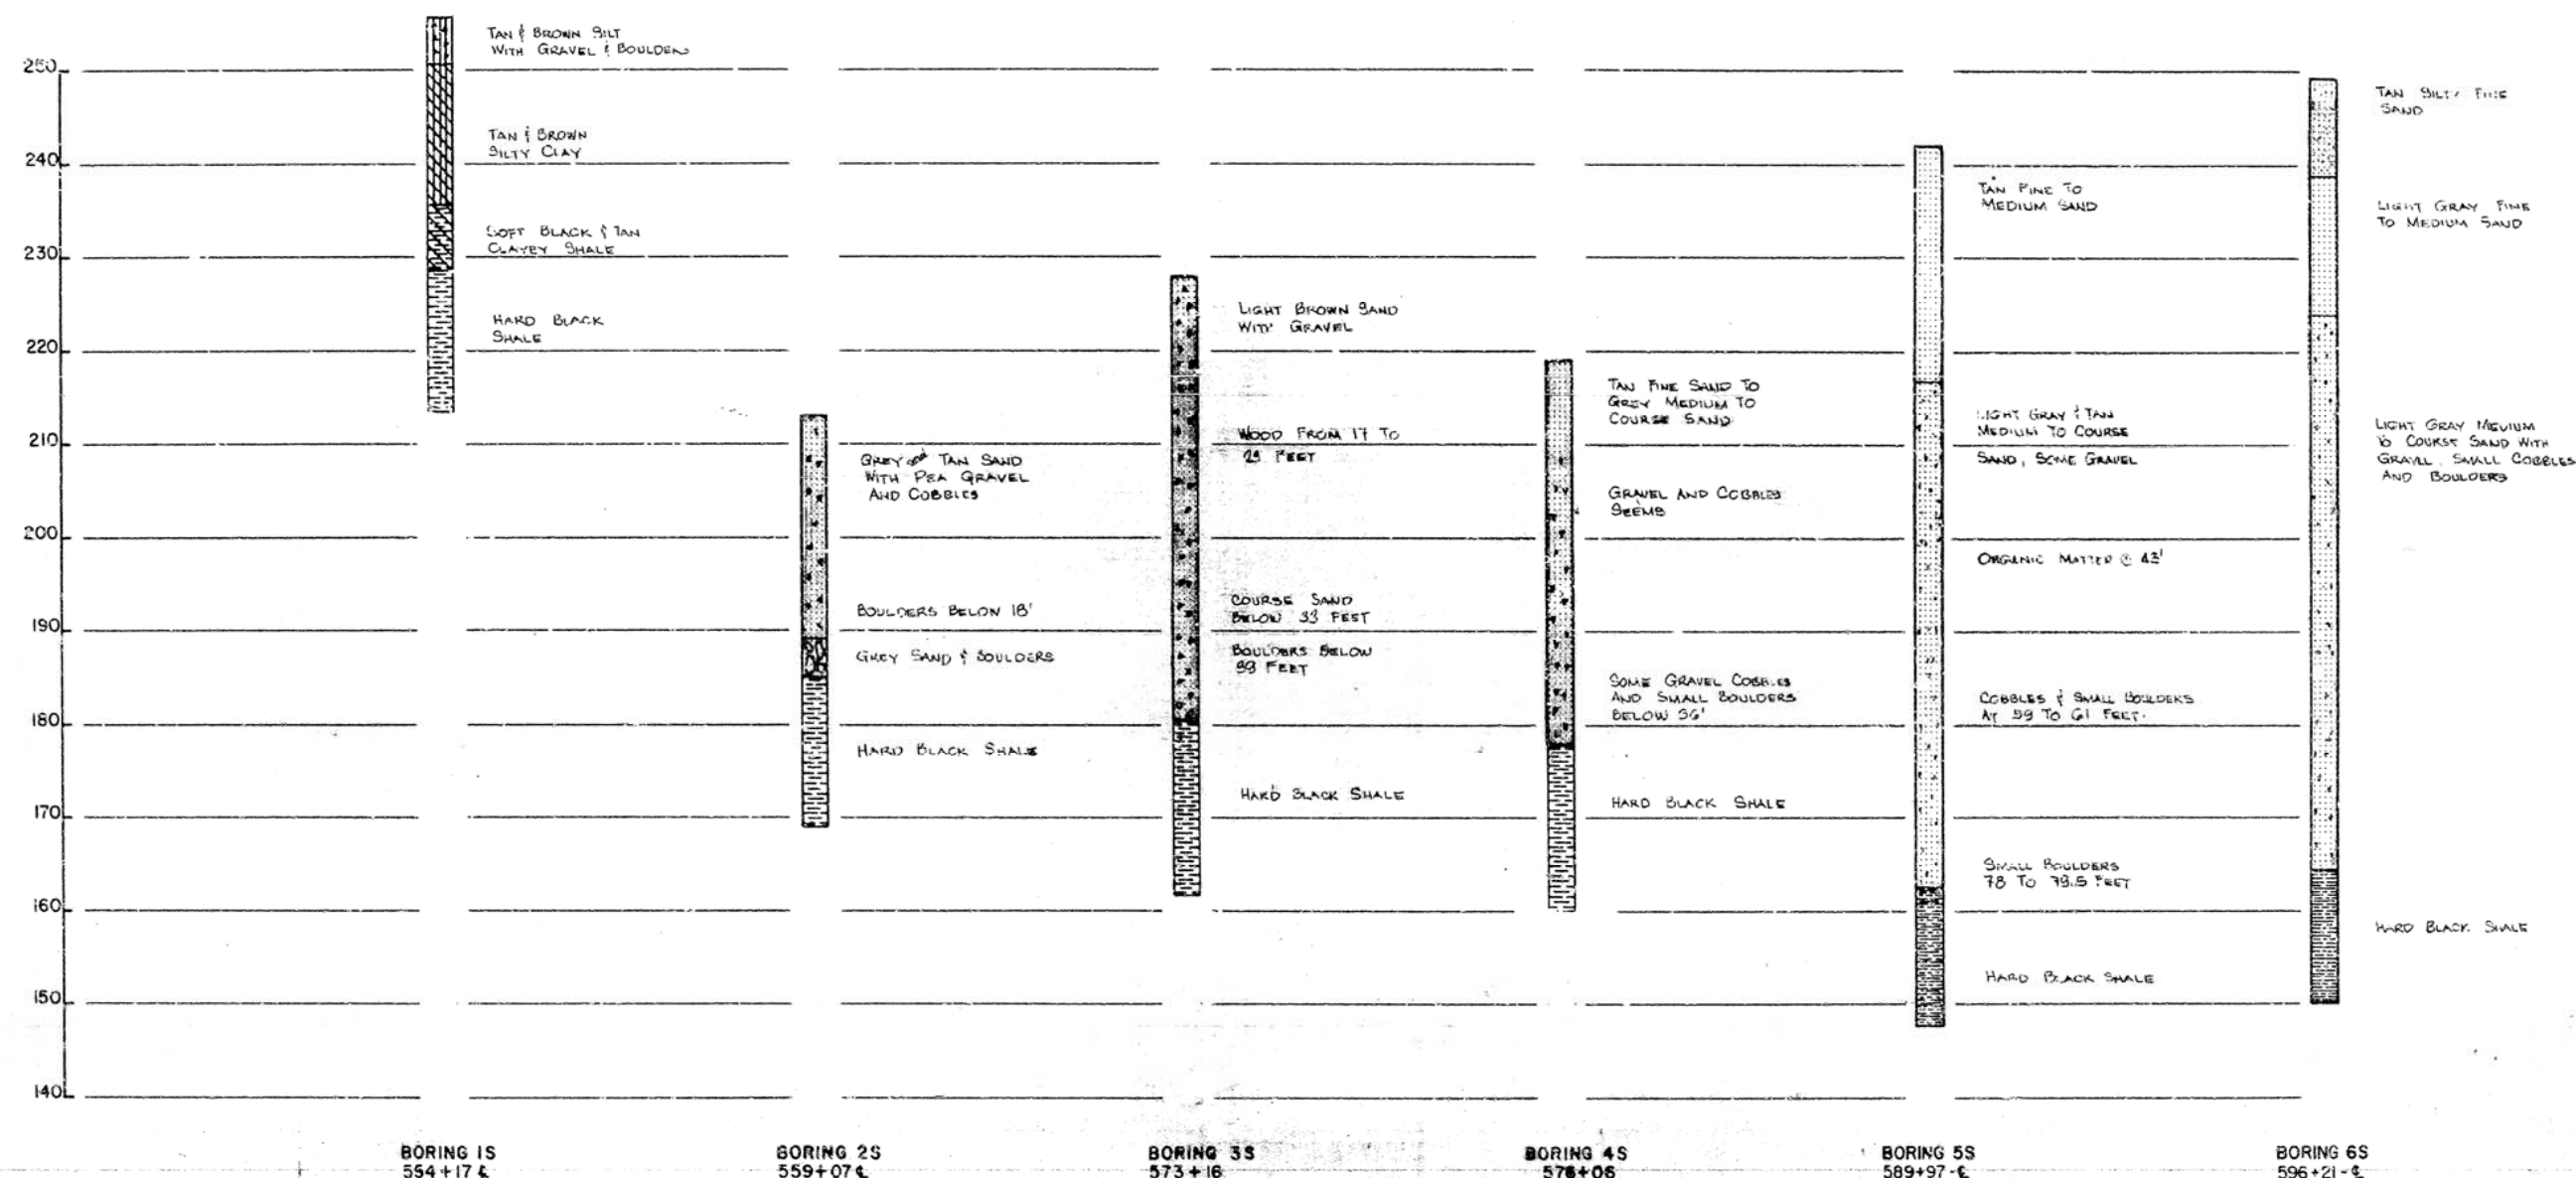 250
240
230
220
210
200
190
180
170
160
150
140
TAN & BROWN SILT
WITH GRAVEL & BOULDERS
TAN & BROWN
SILTY CLAY
SOFT BLACK & TAN
CLAYEY SHALE
HARD BLACK
SHALE
BORING 1S
554+17 ℄
GREY and TAN SAND
WITH PEA GRAVEL
AND COBBLES
BOULDERS BELOW 18'
GREY SAND & BOULDERS
HARD BLACK SHALE
BORING 2S
559+07 ℄
LIGHT BROWN SAND
WITH GRAVEL
WOOD FROM 17 TO
FEET
COURSE SAND
BELOW 33 FEET
BOULDERS BELOW
39 FEET
HARD BLACK SHALE
BORING 3S
573+16
TAN FINE SAND TO
GREY MEDIUM TO
COURSE SAND
GRAVEL AND COBBLES
SEEMS
SOME GRAVEL COBBLES
AND SMALL BOULDERS
BELOW 36'
HARD BLACK SHALE
BORING 4S
576+06
TAN FINE TO
MEDIUM SAND
LIGHT GRAY & TAN
MEDIUM TO COURSE
SAND, SOME GRAVEL
ORGANIC MATTER @ 43'
COBBLES & SMALL BOULDERS
AT 59 TO 61 FEET.
SMALL BOULDERS
78 TO 79.5 FEET
HARD BLACK SHALE
BORING 5S
589+97-℄
TAN SILTY FINE
SAND
LIGHT GRAY FINE
TO MEDIUM SAND
LIGHT GRAY MEDIUM
TO COURSE SAND WITH
GRAVEL, SMALL COBBLES
AND BOULDERS
HARD BLACK SHALE
BORING 6S
596+21-℄